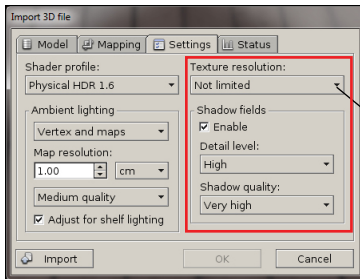 Import 3D file
Model Mapping Settings Status
Shader profile:
Physical HDR 1.6
Ambient lighting
Vertex and maps
Map resolution:
1.00 cm
Medium quality
Adjust for shelf lighting
Texture resolution:
Not limited
Shadow fields
Enable
Detail level:
High
Shadow quality:
Very high
Import OK Cancel